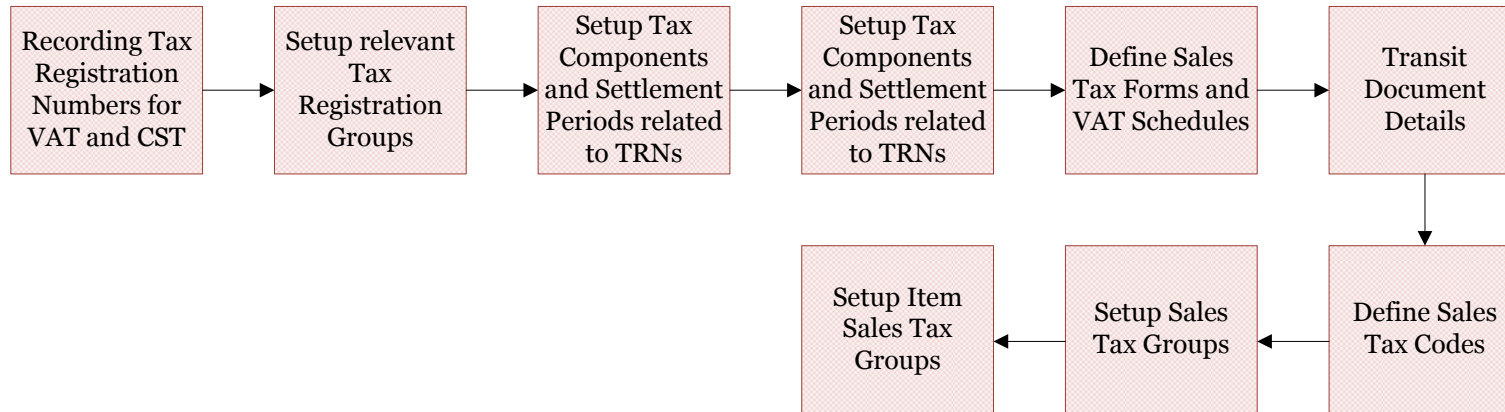 Recording Tax
Registration
Numbers for
VAT and CST
Setup relevant
Tax
Registration
Groups
Setup Tax
Components
and Settlement
Periods related
to TRNs
Setup Tax
Components
and Settlement
Periods related
to TRNs
Define Sales
Tax Forms and
VAT Schedules
Transit
Document
Details
Define Sales
Tax Codes
Setup Sales
Tax Groups
Setup Item
Sales Tax
Groups